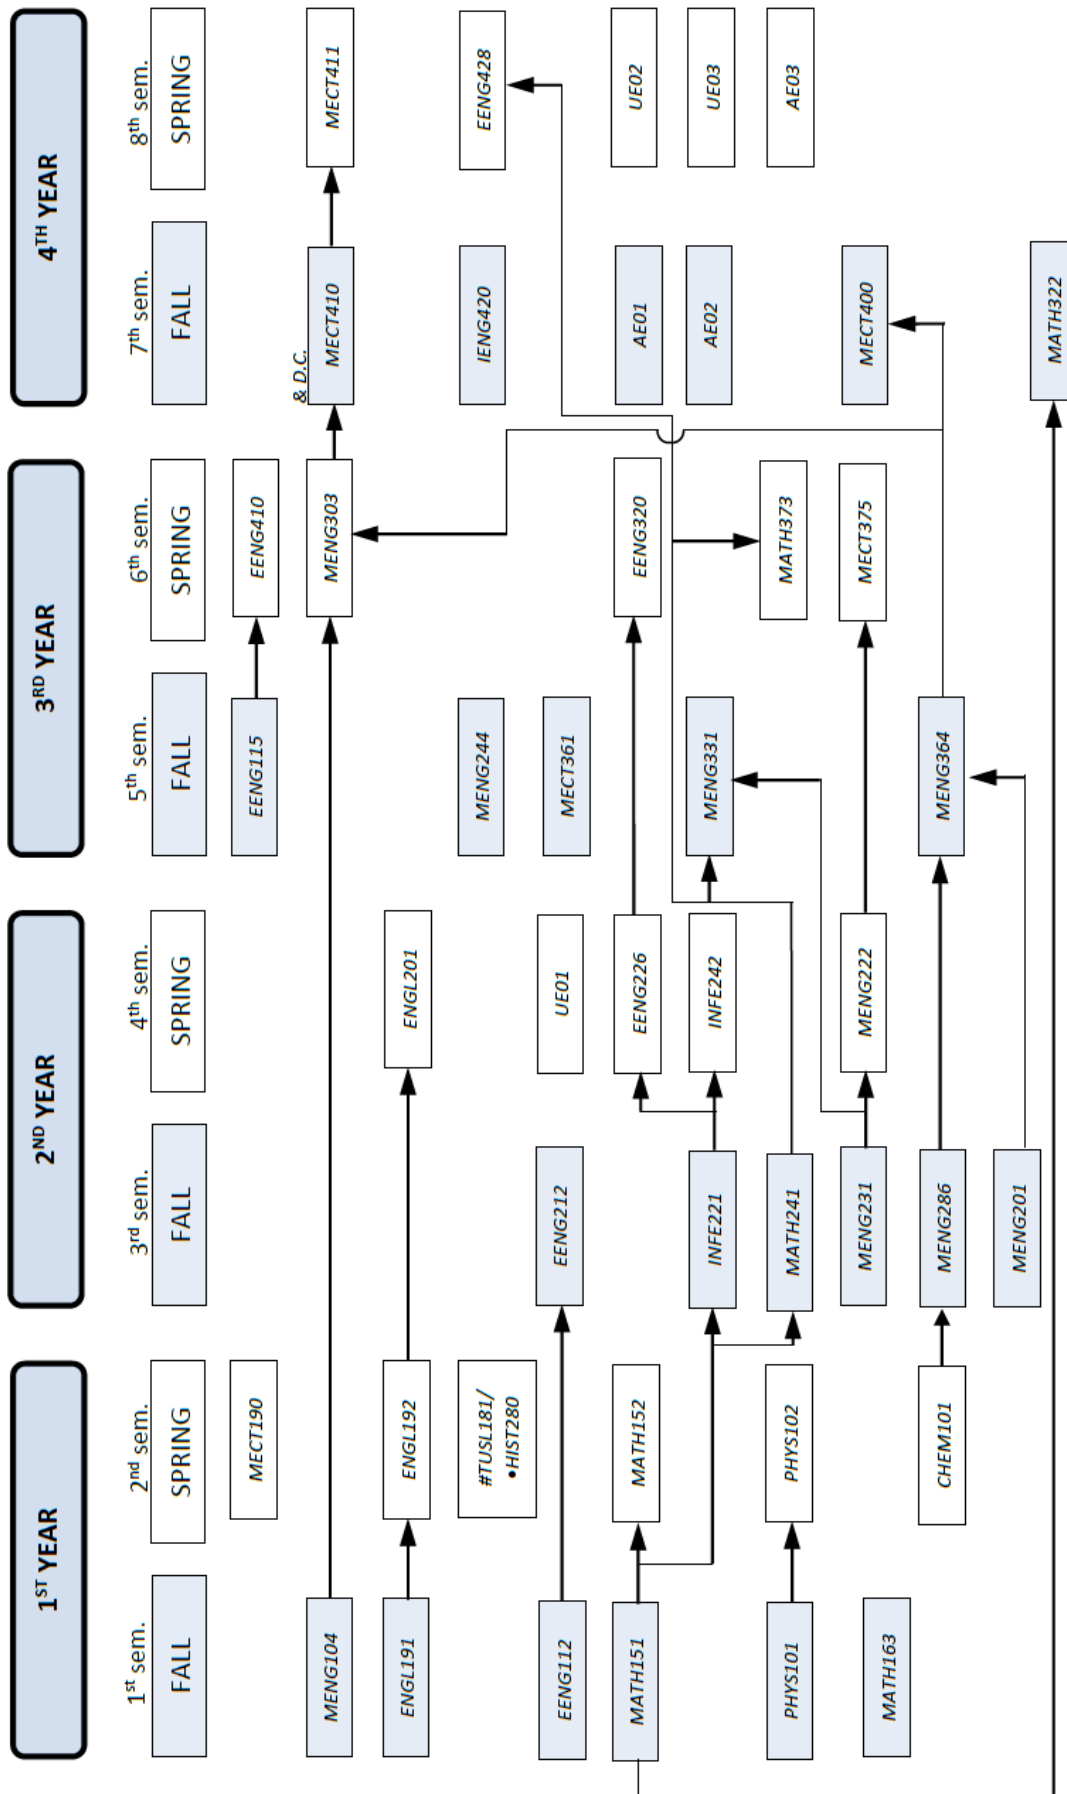 1ST YEAR
2ND YEAR
3RD YEAR
4TH YEAR
1st sem.
2nd sem.
3rd sem.
4th sem.
5th sem.
6th sem.
7th sem.
8th sem.
FALL
SPRING
FALL
SPRING
FALL
SPRING
FALL
SPRING
MECT190
EENG115
EENG410
& D.C.
MENG104
MENG303
MECT410
MECT411
ENGL191
ENGL192
ENGL201
#TUSL181/
•HIST280
MENG244
IENG420
EENG428
EENG112
EENG212
UE01
MECT361
MATH151
MATH152
EENG226
EENG320
AE01
UE02
INFE221
INFE242
MENG331
AE02
UE03
PHYS101
PHYS102
MATH241
MATH373
AE03
MATH163
MENG231
MENG222
MECT375
MECT400
CHEM101
MENG286
MENG364
MENG201
MATH322